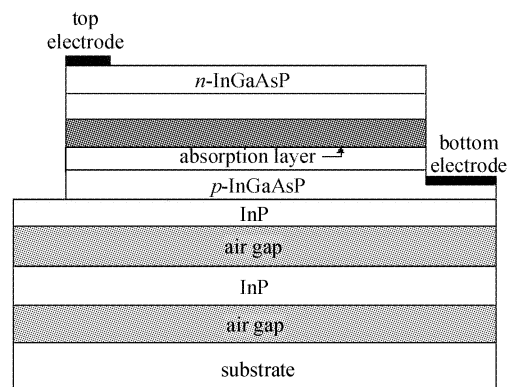 top
electrode
n-InGaAsP
absorption layer
bottom
electrode
p-InGaAsP
InP
air gap
InP
air gap
substrate